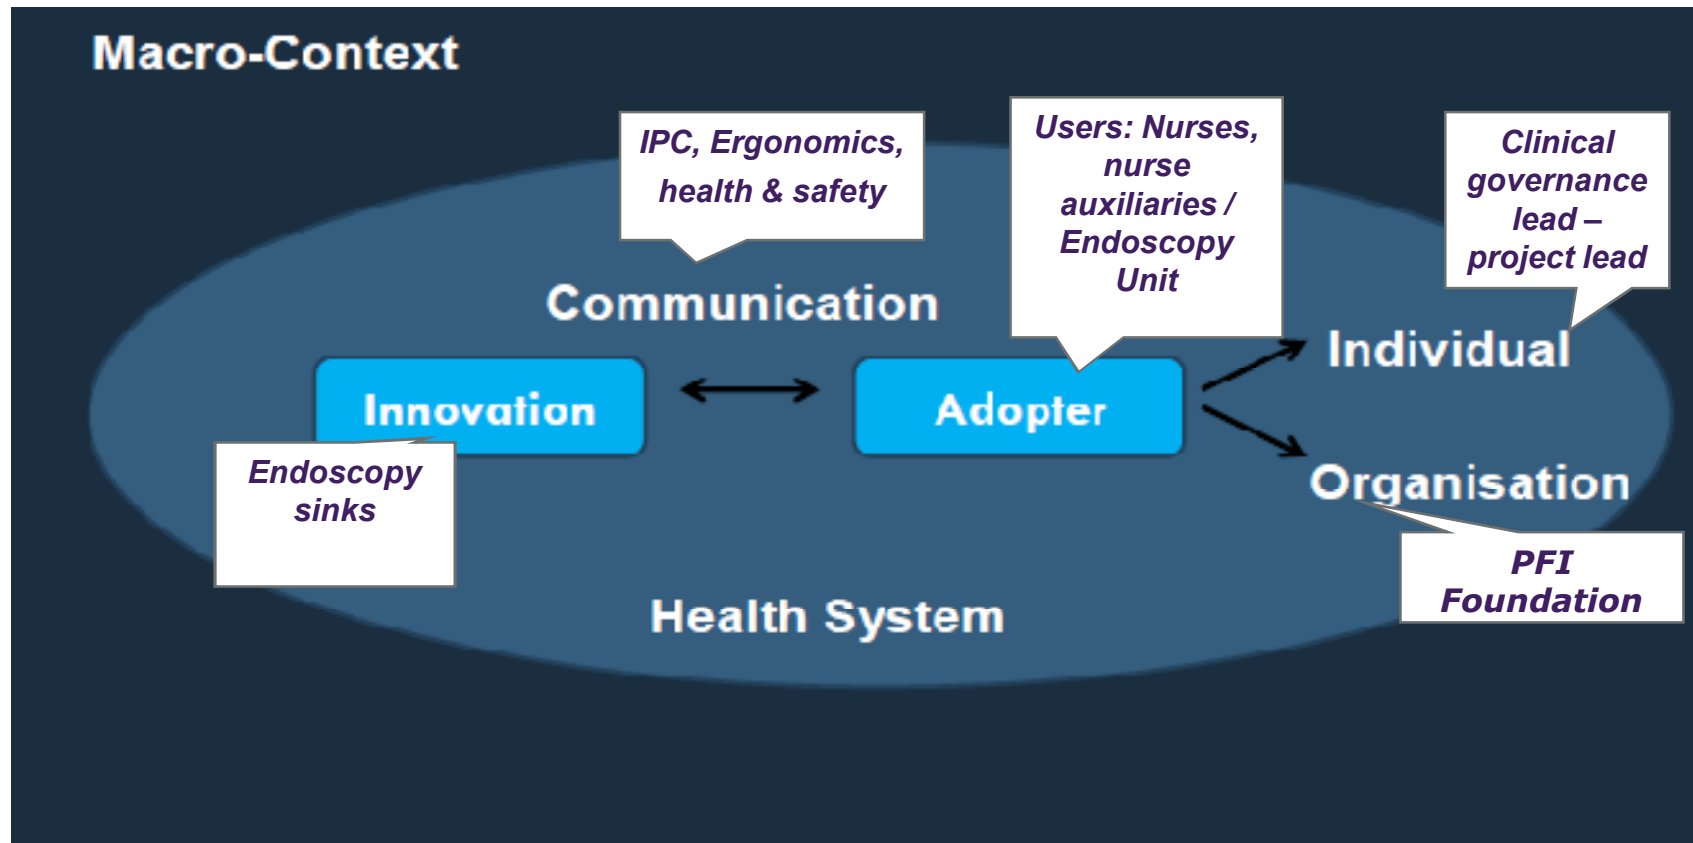 Macro-Context
IPC, Ergonomics,
health & safety
Users: Nurses,
nurse
auxiliaries /
Endoscopy
Unit
Clinical
governance
lead –
project lead
Communication
Individual
Innovation
Adopter
Endoscopy
sinks
Organisation
PFI
Foundation
Health System